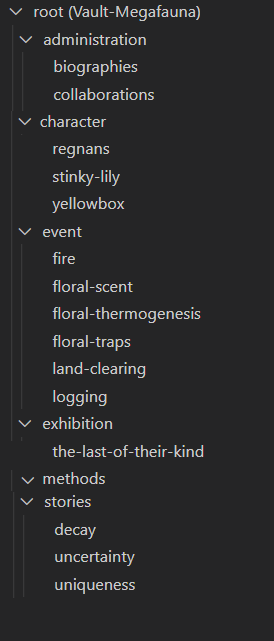 root (Vault-Megafauna)
administration
biographies
collaborations
character
regnans
stinky-lily
yellowbox
event
fire
floral-scent
floral-thermogenesis
floral-traps
land-clearing
logging
exhibition
the-last-of-their-kind
methods
stories
decay
uncertainty
uniqueness